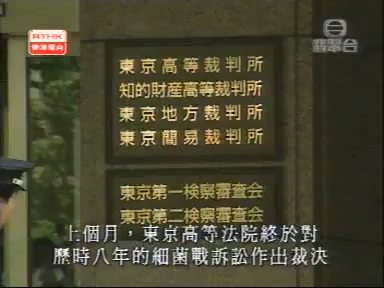 RTHK
香港電台
翡翠台
東京高等裁判所
知的財産高等裁判所
東京地方裁判所
東京簡易裁判所
東京第一検察審査会
東京第二検察審査会
上個月，東京高等法院終於對
歷時八年的細菌戰訴訟作出裁決